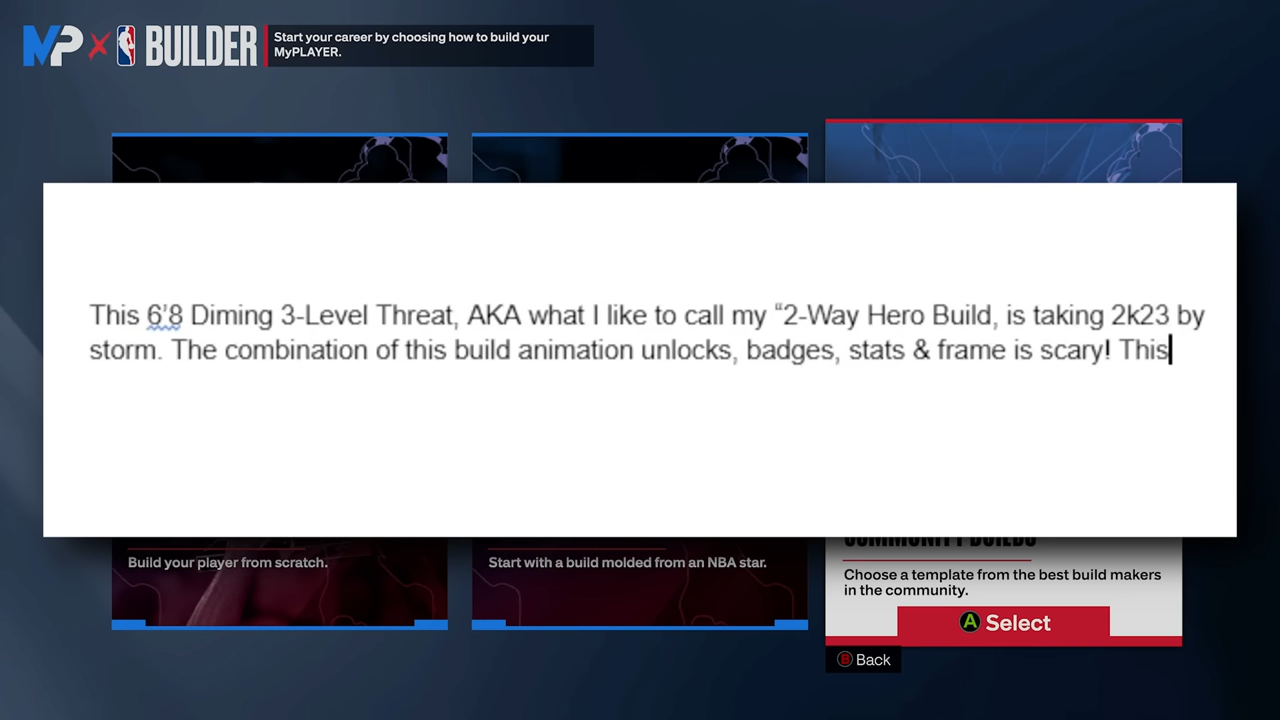 MP X NBA BUILDER
Start your career by choosing how to build your
MyPLAYER.
This 6'8 Diming 3-Level Threat, AKA what I like to call my “2-Way Hero Build, is taking 2k23 by
storm. The combination of this build animation unlocks, badges, stats & frame is scary! This
Build your player from scratch.
Start with a build molded from an NBA star.
COMMUNITY BUILDS
Choose a template from the best build makers
in the community.
A Select
B Back